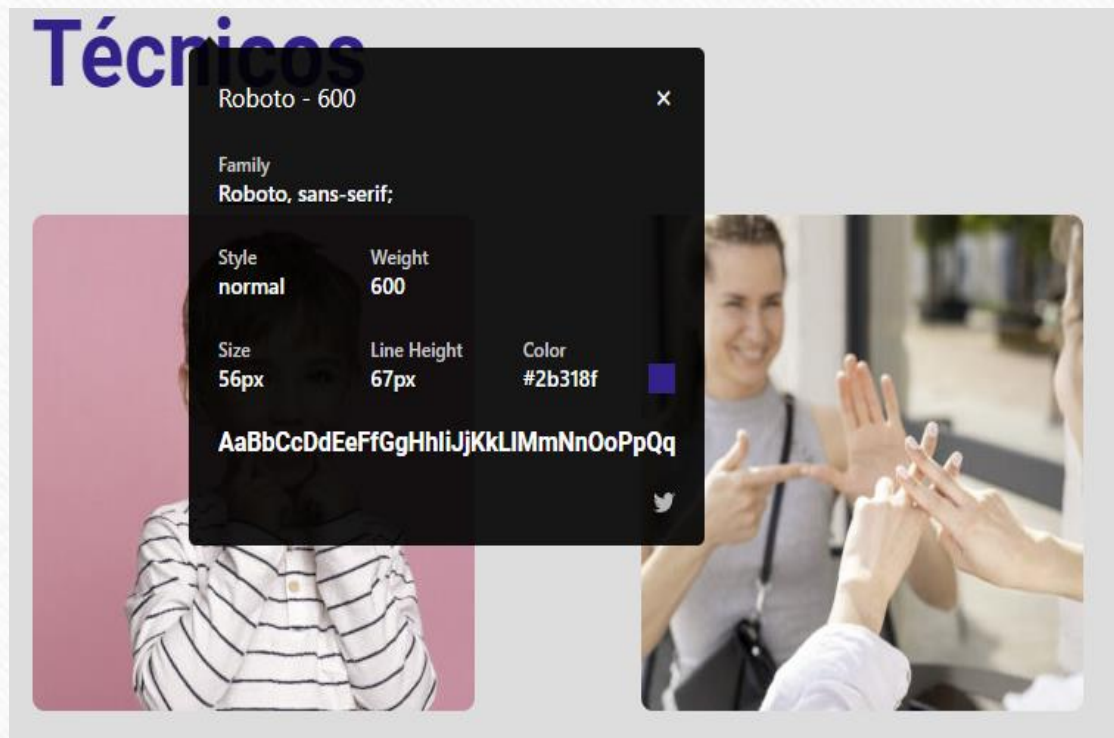 Técnicos
Roboto - 600 ×
Family
Roboto, sans-serif;
Style Weight
normal 600
Size Line Height Color
56px 67px #2b318f
AaBbCcDdEeFfGgHhIiJjKkLlMmNnOoPpQq